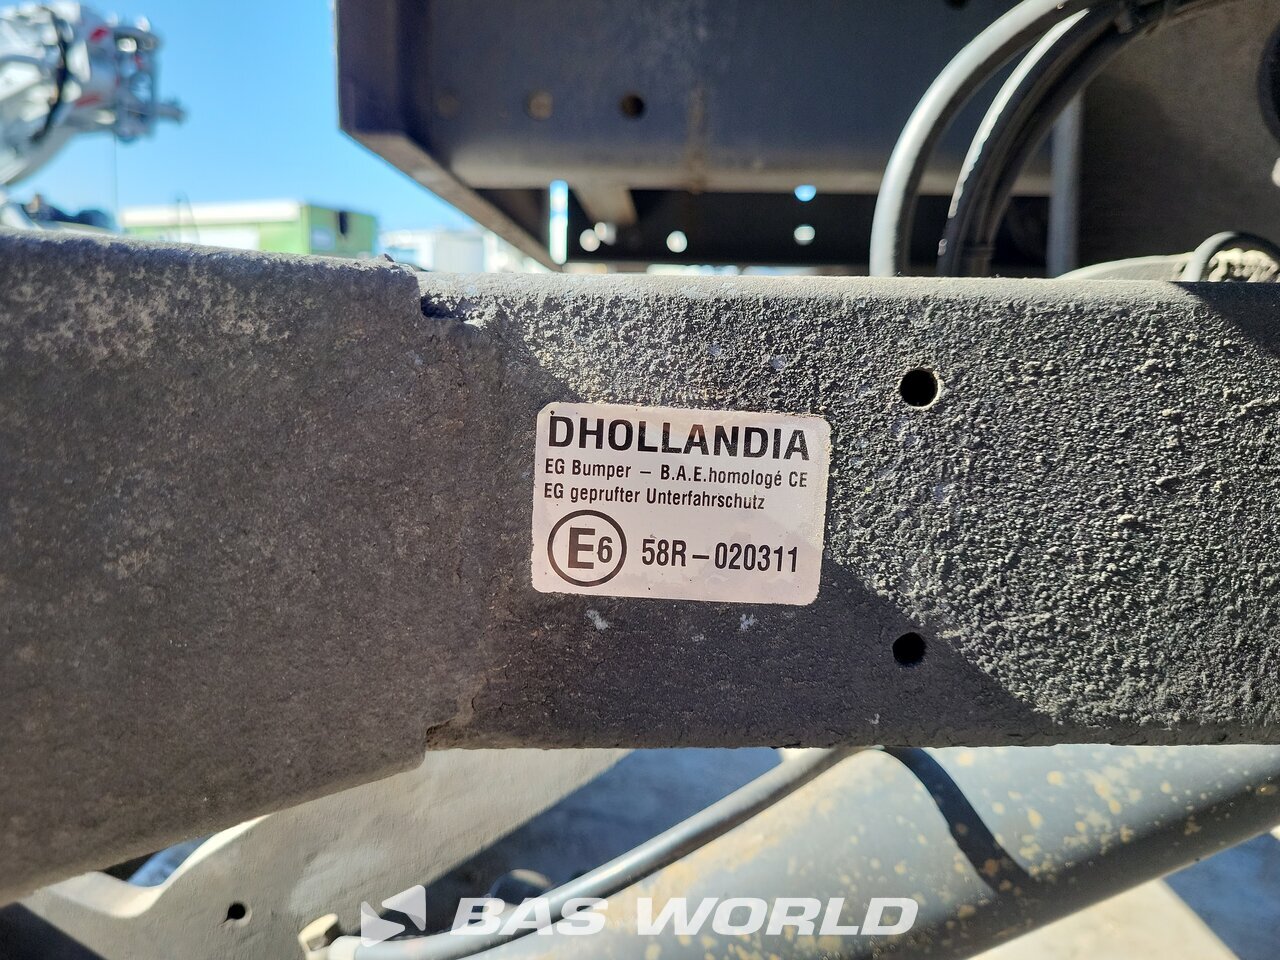 DHOLLANDIA
EG Bumper – B.A.E.homologé CE
EG geprufter Unterfahrschutz
E6 58R–020311
BAS WORLD